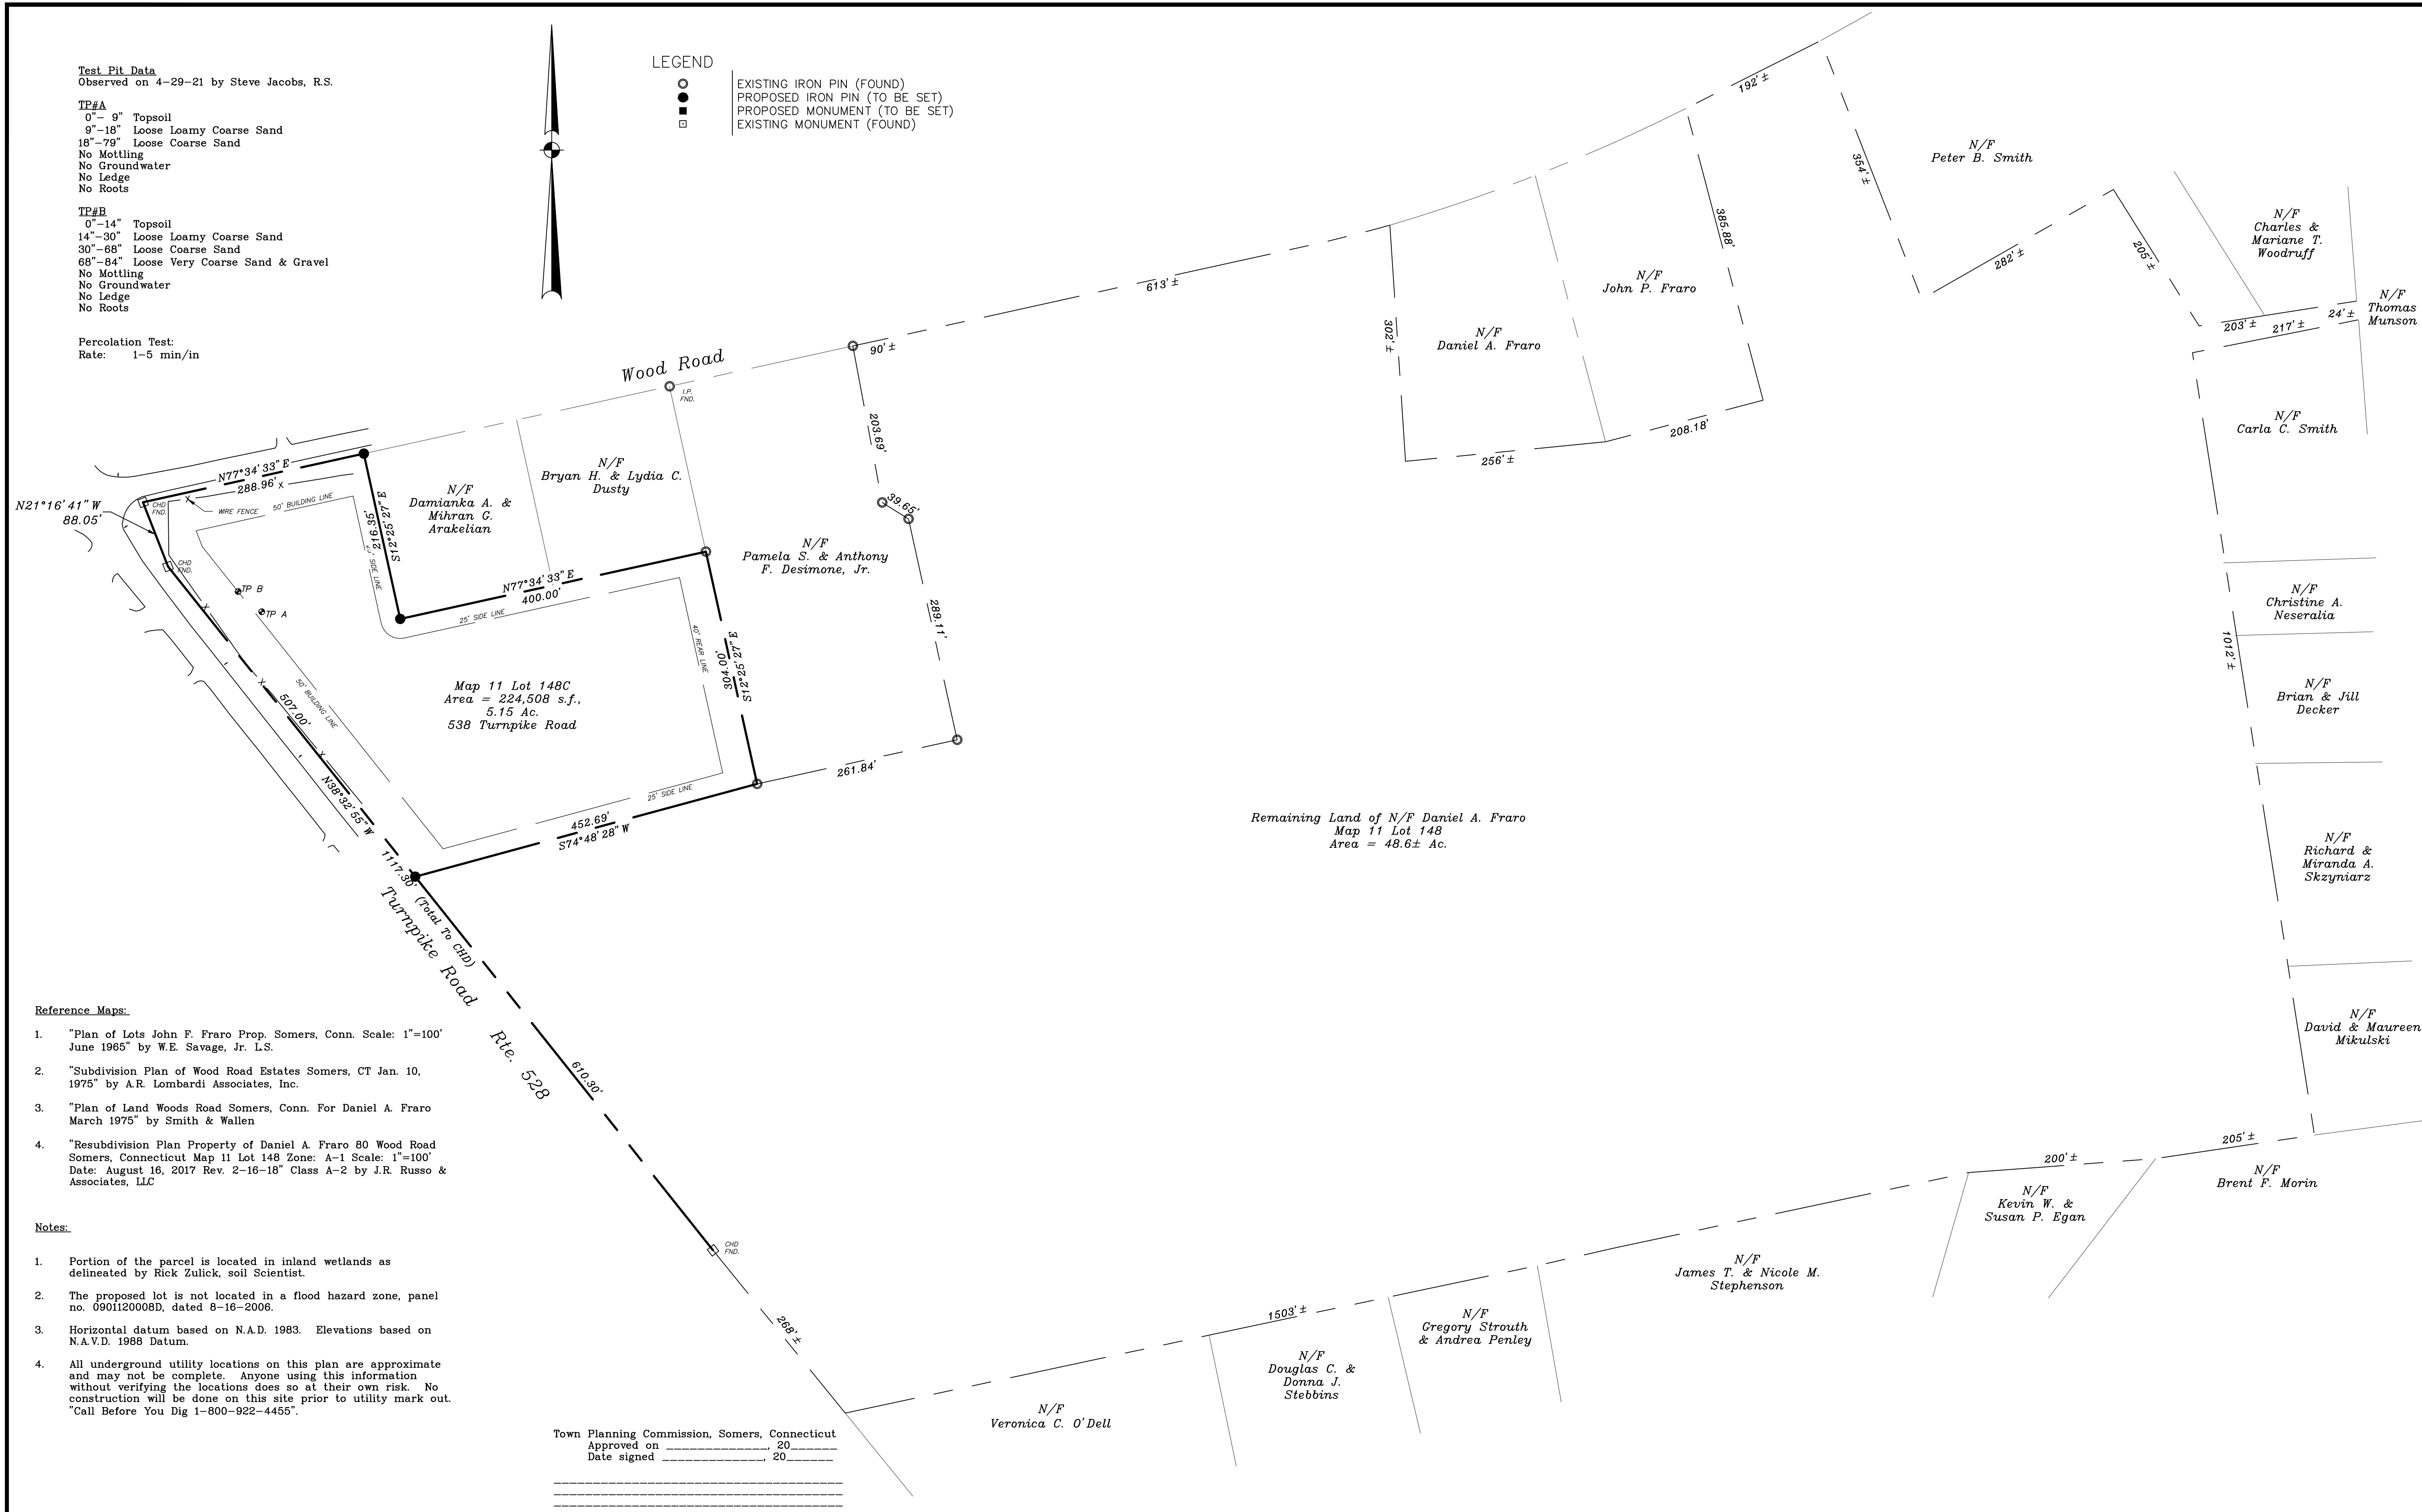 Test Pit Data
Observed on 4-29-21 by Steve Jacobs, R.S.
TP#A
0"- 9" Topsoil
9"-18" Loose Loamy Coarse Sand
18"-79" Loose Coarse Sand
No Mottling
No Groundwater
No Ledge
No Roots
TP#B
0"-14" Topsoil
14"-30" Loose Loamy Coarse Sand
30"-68" Loose Coarse Sand
68"-84" Loose Very Coarse Sand & Gravel
No Mottling
No Groundwater
No Ledge
No Roots
Percolation Test:
Rate: 1-5 min/in
LEGEND
EXISTING IRON PIN (FOUND)
PROPOSED IRON PIN (TO BE SET)
PROPOSED MONUMENT (TO BE SET)
EXISTING MONUMENT (FOUND)
192'±
354'±
N/F
Peter B. Smith
385.88'
282'±
205'±
N/F
Charles &
Mariane T.
Woodruff
N/F
Thomas
Munson
203'±
217'±
24'±
613'±
302'±
N/F
Daniel A. Fraro
N/F
John P. Fraro
256'±
208.18'
N/F
Carla C. Smith
Wood Road
90'±
I.P.
FND.
203.69'
39.65'
289.11'
261.84'
N77°34'33"E
288.96'
X
X
WIRE FENCE
50' BUILDING LINE
N21°16'41"W
88.05'
CHD
FND.
CHD
FND.
216.35'
S12°25'27"E
25' SIDE LINE
N/F
Damianka A. &
Mihran G.
Arakelian
N/F
Bryan H. & Lydia C.
Dusty
N/F
Pamela S. & Anthony
F. Desimone, Jr.
N77°34'33"E
400.00'
25' SIDE LINE
TP B
TP A
X
X
X
40' REAR LINE
304.00'
S12°25'27"E
Map 11 Lot 148C
Area = 224,508 s.f.,
5.15 Ac.
538 Turnpike Road
50' BUILDING LINE
507.00'
N38°32'55"W
25' SIDE LINE
452.69'
S74°48'28"W
1117.30'
(Total To CHD)
Turnpike Road Rte. 528
610.30'
CHD
FND.
268'±
Remaining Land of N/F Daniel A. Fraro
Map 11 Lot 148
Area = 48.6± Ac.
1012'±
N/F
Christine A.
Neseralia
N/F
Brian & Jill
Decker
N/F
Richard &
Miranda A.
Skzyniarz
N/F
David & Maureen
Mikulski
205'±
N/F
Brent F. Morin
200'±
N/F
Kevin W. &
Susan P. Egan
N/F
James T. & Nicole M.
Stephenson
1503'±
N/F
Gregory Strouth
& Andrea Penley
N/F
Douglas C. &
Donna J.
Stebbins
N/F
Veronica C. O'Dell
Reference Maps:
1. "Plan of Lots John F. Fraro Prop. Somers, Conn. Scale: 1"=100'
June 1965" by W.E. Savage, Jr. L.S.
2. "Subdivision Plan of Wood Road Estates Somers, CT Jan. 10,
1975" by A.R. Lombardi Associates, Inc.
3. "Plan of Land Woods Road Somers, Conn. For Daniel A. Fraro
March 1975" by Smith & Wallen
4. "Resubdivision Plan Property of Daniel A. Fraro 80 Wood Road
Somers, Connecticut Map 11 Lot 148 Zone: A-1 Scale: 1"=100'
Date: August 16, 2017 Rev. 2-16-18" Class A-2 by J.R. Russo &
Associates, LLC
Notes:
1. Portion of the parcel is located in inland wetlands as
delineated by Rick Zulick, soil Scientist.
2. The proposed lot is not located in a flood hazard zone, panel
no. 0901120008D, dated 8-16-2006.
3. Horizontal datum based on N.A.D. 1983. Elevations based on
N.A.V.D. 1988 Datum.
4. All underground utility locations on this plan are approximate
and may not be complete. Anyone using this information
without verifying the locations does so at their own risk. No
construction will be done on this site prior to utility mark out.
"Call Before You Dig 1-800-922-4455".
Town Planning Commission, Somers, Connecticut
Approved on _____________, 20______
Date signed _____________, 20______